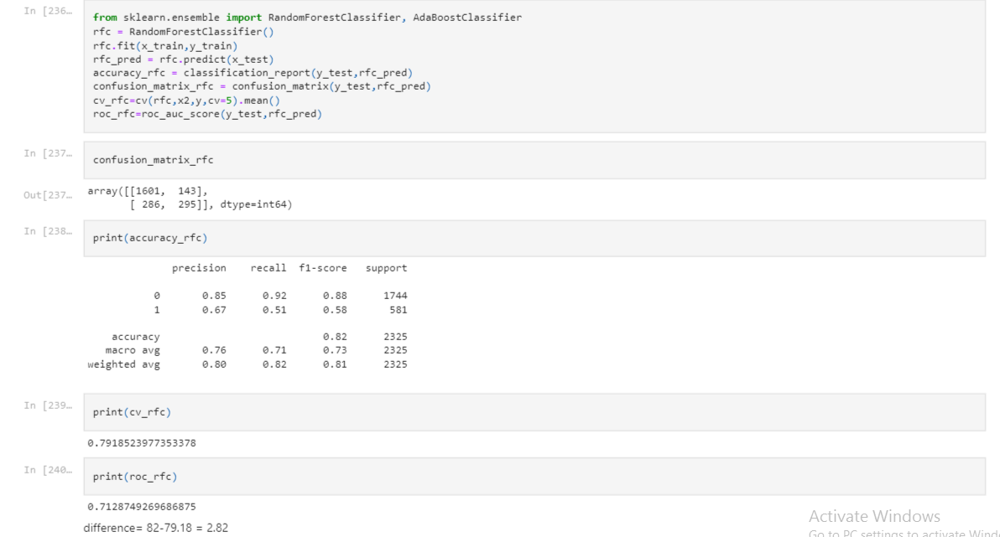 In [236…
from sklearn.ensemble import RandomForestClassifier, AdaBoostClassifier
rfc = RandomForestClassifier()
rfc.fit(x_train,y_train)
rfc_pred = rfc.predict(x_test)
accuracy_rfc = classification_report(y_test,rfc_pred)
confusion_matrix_rfc = confusion_matrix(y_test,rfc_pred)
cv_rfc=cv(rfc,x2,y,cv=5).mean()
roc_rfc=roc_auc_score(y_test,rfc_pred)
In [237…
confusion_matrix_rfc
Out[237…
array([[1601,  143],
       [ 286,  295]], dtype=int64)
In [238…
print(accuracy_rfc)
              precision    recall  f1-score   support
           0       0.85      0.92      0.88      1744
           1       0.67      0.51      0.58       581
    accuracy                           0.82      2325
   macro avg       0.76      0.71      0.73      2325
weighted avg       0.80      0.82      0.81      2325
In [239…
print(cv_rfc)
0.7918523977353378
In [240…
print(roc_rfc)
0.7128749269686875
difference= 82-79.18 = 2.82
Activate Windows
Go to PC settings to activate Wind